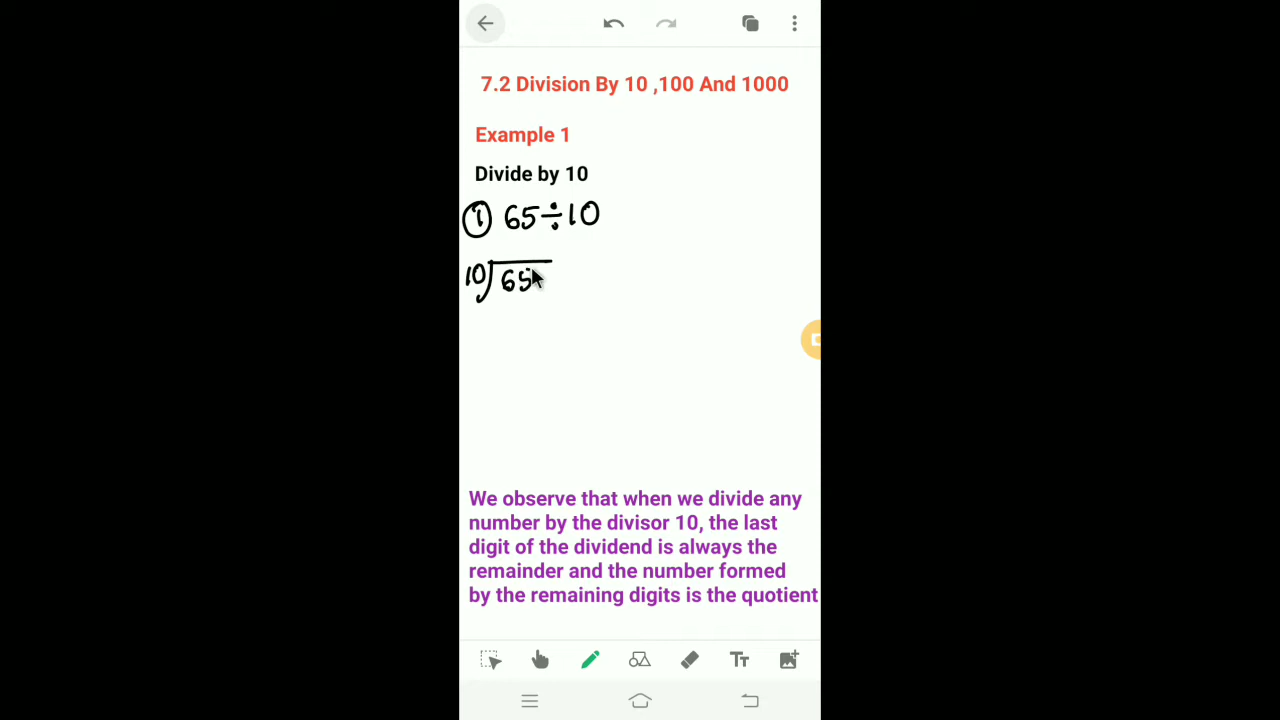 7.2 Division By 10 ,100 And 1000
Example 1
Divide by 10
① 65÷10
10)65
We observe that when we divide any
number by the divisor 10, the last
digit of the dividend is always the
remainder and the number formed
by the remaining digits is the quotient
Tт